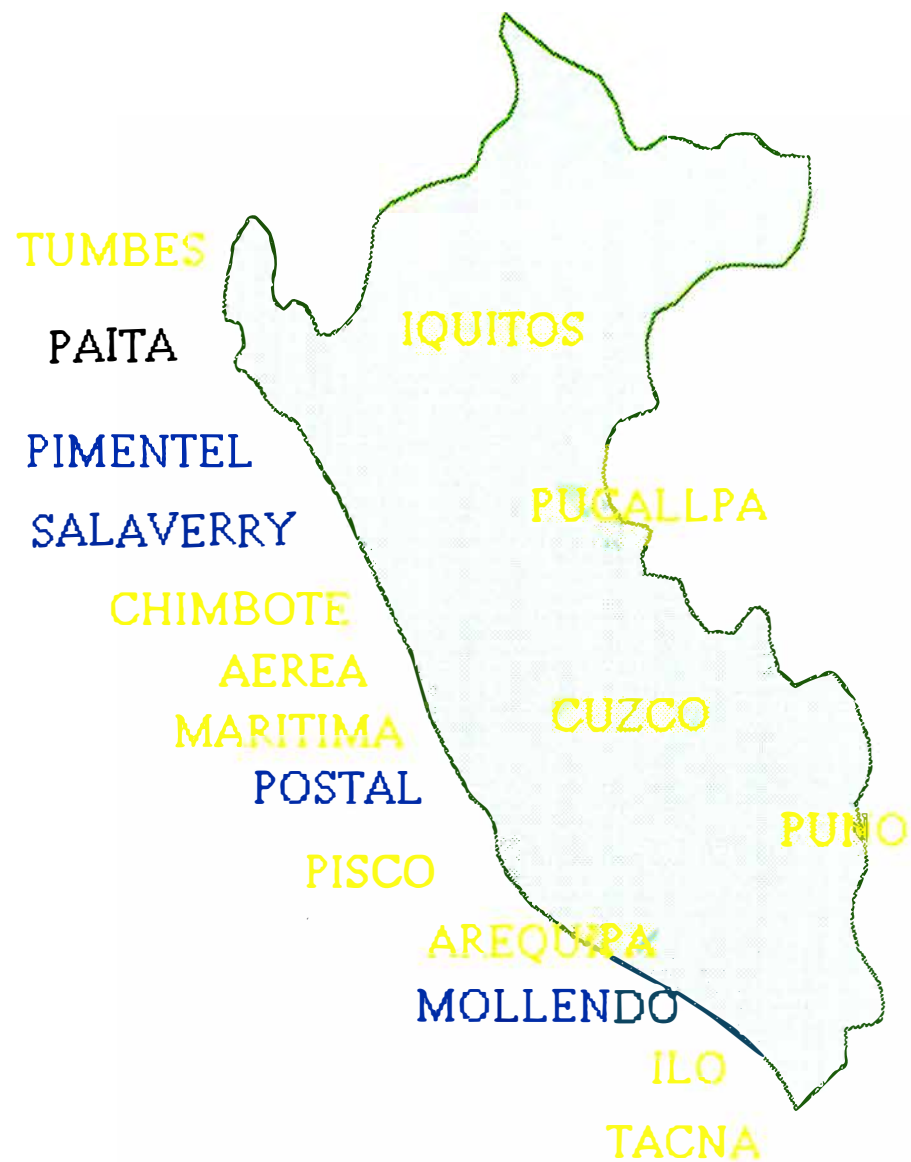 TUMBES
IQUITOS
PAITA
PIMENTEL
PUCALLPA
SALAVERRY
CHIMBOTE
AEREA
CUZCO
MARITIMA
POSTAL
PUNO
PISCO
AREQUIPA
MOLLENDO
ILO
TACNA